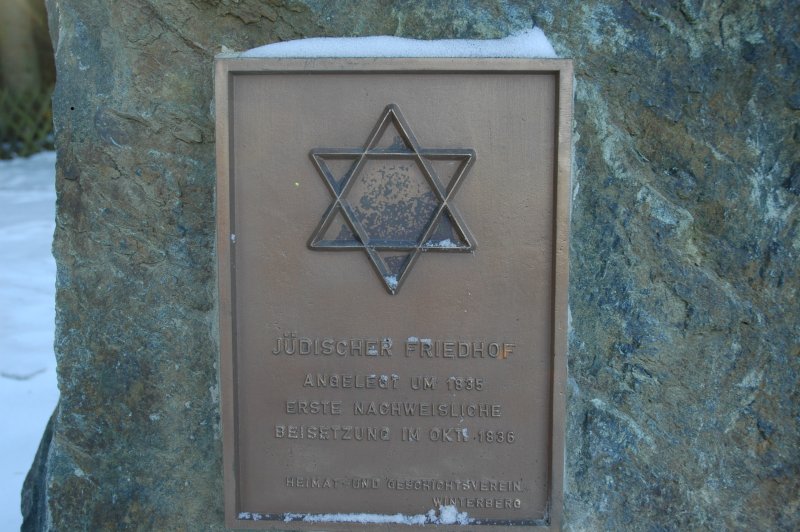 JÜDISCHER FRIEDHOF
ANGELEGT UM 1835
ERSTE NACHWEISLICHE
BEISETZUNG IM OKT. 1836
HEIMAT- UND GESCHICHTSVEREIN
WINTERBERG